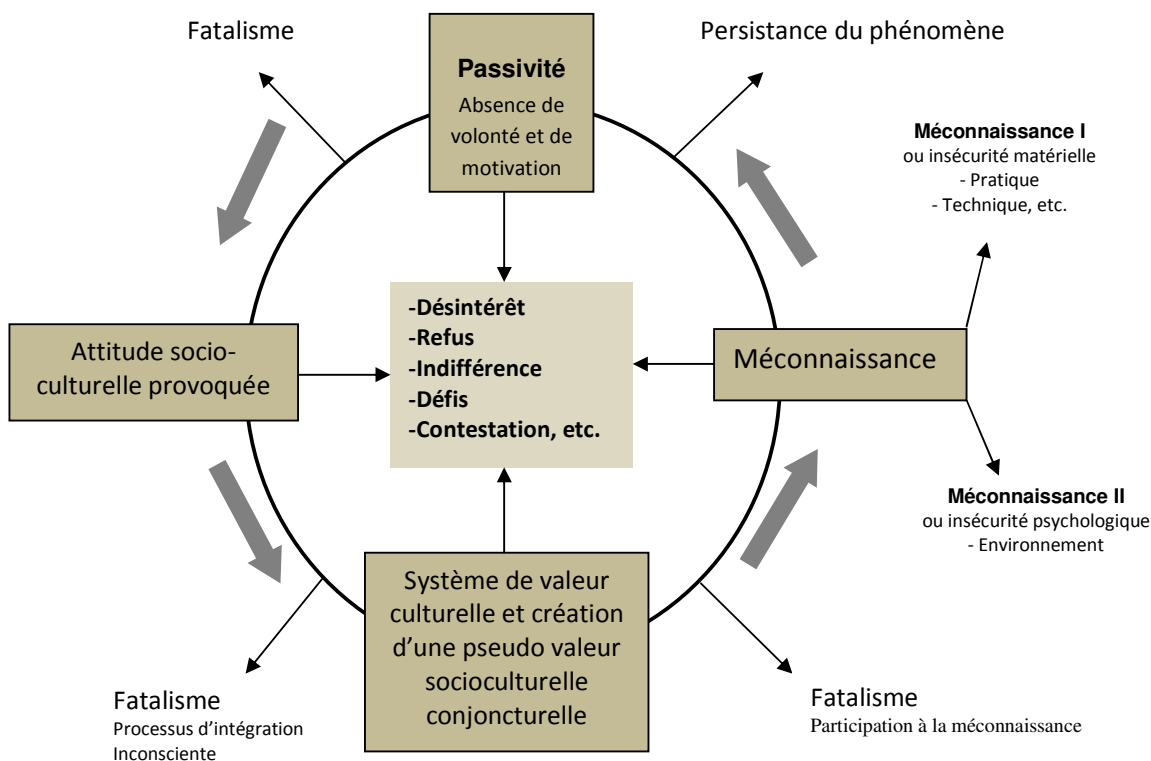 Fatalisme
Passivité
Absence de
volonté et de
motivation
Persistance du phénomène
Méconnaissance I
ou insécurité matérielle
- Pratique
- Technique, etc.
Attitude socio-
culturelle provoquée
-Désintérêt
-Refus
-Indifférence
-Défis
-Contestation, etc.
Méconnaissance
Méconnaissance II
ou insécurité psychologique
- Environnement
Système de valeur
culturelle et création
d’une pseudo valeur
socioculturelle
conjoncturelle
Fatalisme
Processus d’intégration
Inconsciente
Fatalisme
Participation à la méconnaissance